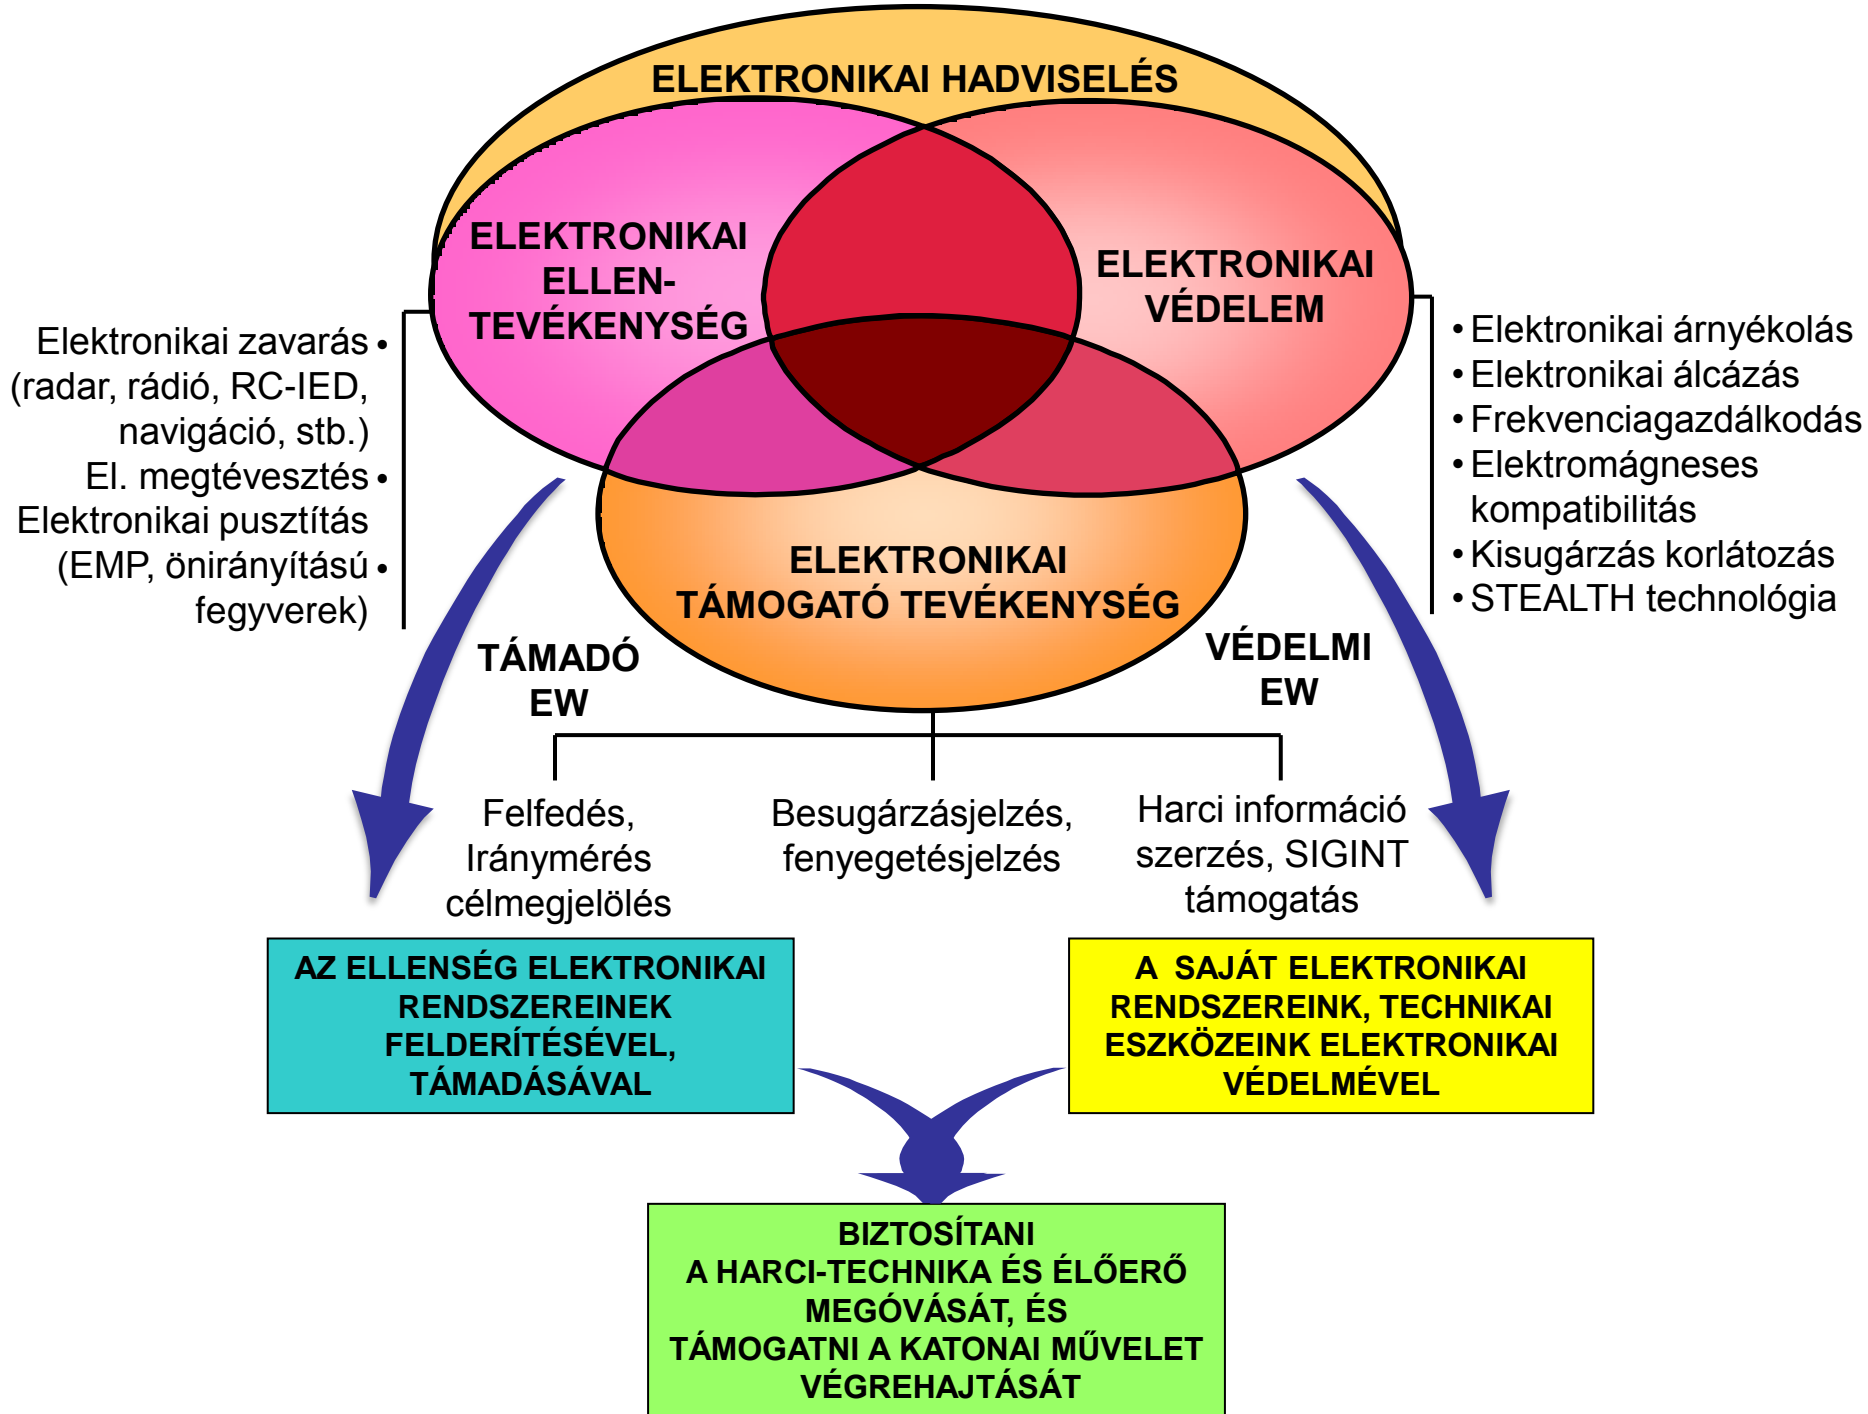 ELEKTRONIKAI HADVISELÉS
ELEKTRONIKAI
ELLEN-
TEVÉKENYSÉG
ELEKTRONIKAI
VÉDELEM
Elektronikai zavarás •
(radar, rádió, RC-IED,
navigáció, stb.)
El. megtévesztés •
Elektronikai pusztítás
(EMP, önirányítású •
fegyverek)
• Elektronikai árnyékolás
• Elektronikai álcázás
• Frekvenciagazdálkodás
• Elektromágneses
kompatibilitás
• Kisugárzás korlátozás
• STEALTH technológia
ELEKTRONIKAI
TÁMOGATÓ TEVÉKENYSÉG
TÁMADÓ
EW
VÉDELMI
EW
Felfedés,
Iránymérés
célmegjelölés
Besugárzásjelzés,
fenyegetésjelzés
Harci információ
szerzés, SIGINT
támogatás
AZ ELLENSÉG ELEKTRONIKAI
RENDSZEREINEK
FELDERÍTÉSÉVEL,
TÁMADÁSÁVAL
A SAJÁT ELEKTRONIKAI
RENDSZEREINK, TECHNIKAI
ESZKÖZEINK ELEKTRONIKAI
VÉDELMÉVEL
BIZTOSÍTANI
A HARCI-TECHNIKA ÉS ÉLŐERŐ
MEGÓVÁSÁT, ÉS
TÁMOGATNI A KATONAI MŰVELET
VÉGREHAJTÁSÁT